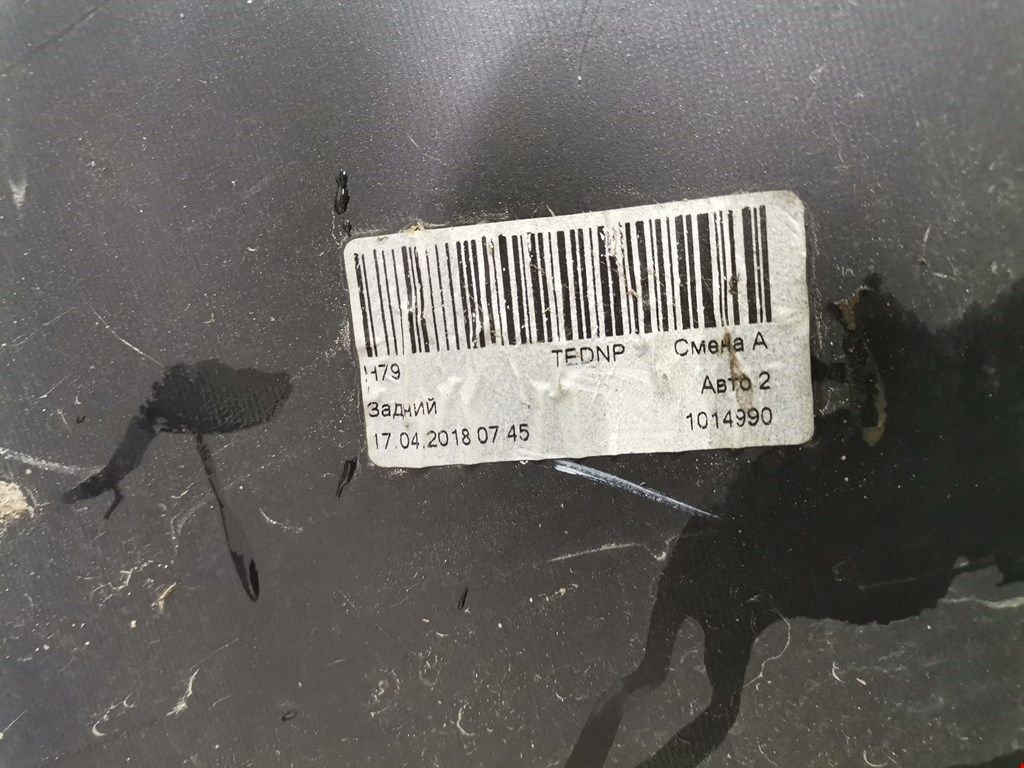 H79 TEDNP Смена А
Авто 2
Задний
17.04.2018 07 45 1014990